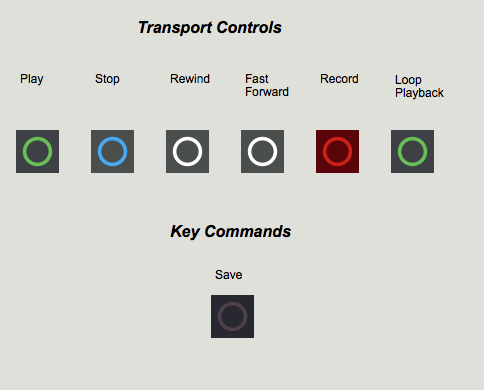 Transport Controls
Play
Stop
Rewind
Fast
Forward
Record
Loop
Playback
Key Commands
Save